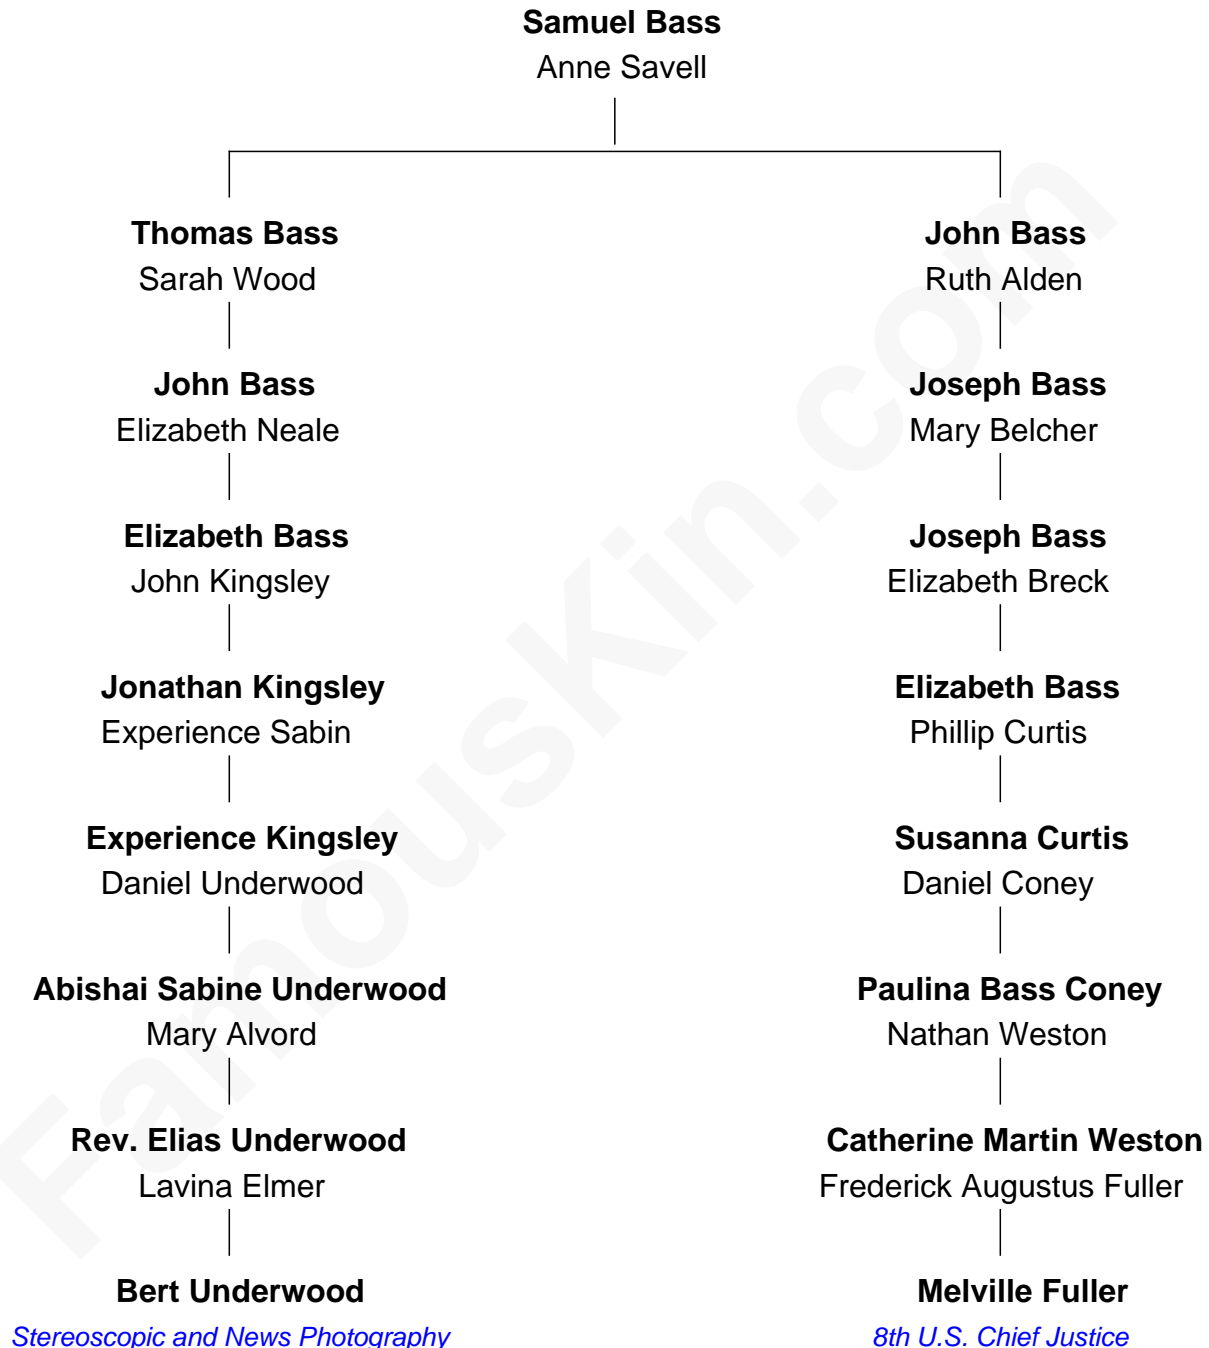 Samuel Bass
Anne Savell
Thomas Bass
Sarah Wood
John Bass
Ruth Alden
John Bass
Elizabeth Neale
Joseph Bass
Mary Belcher
Elizabeth Bass
John Kingsley
Joseph Bass
Elizabeth Breck
Jonathan Kingsley
Experience Sabin
Elizabeth Bass
Phillip Curtis
Experience Kingsley
Daniel Underwood
Susanna Curtis
Daniel Coney
Abishai Sabine Underwood
Mary Alvord
Paulina Bass Coney
Nathan Weston
Rev. Elias Underwood
Lavina Elmer
Catherine Martin Weston
Frederick Augustus Fuller
Bert Underwood
Stereoscopic and News Photography
Melville Fuller
8th U.S. Chief Justice
FamousKin.com